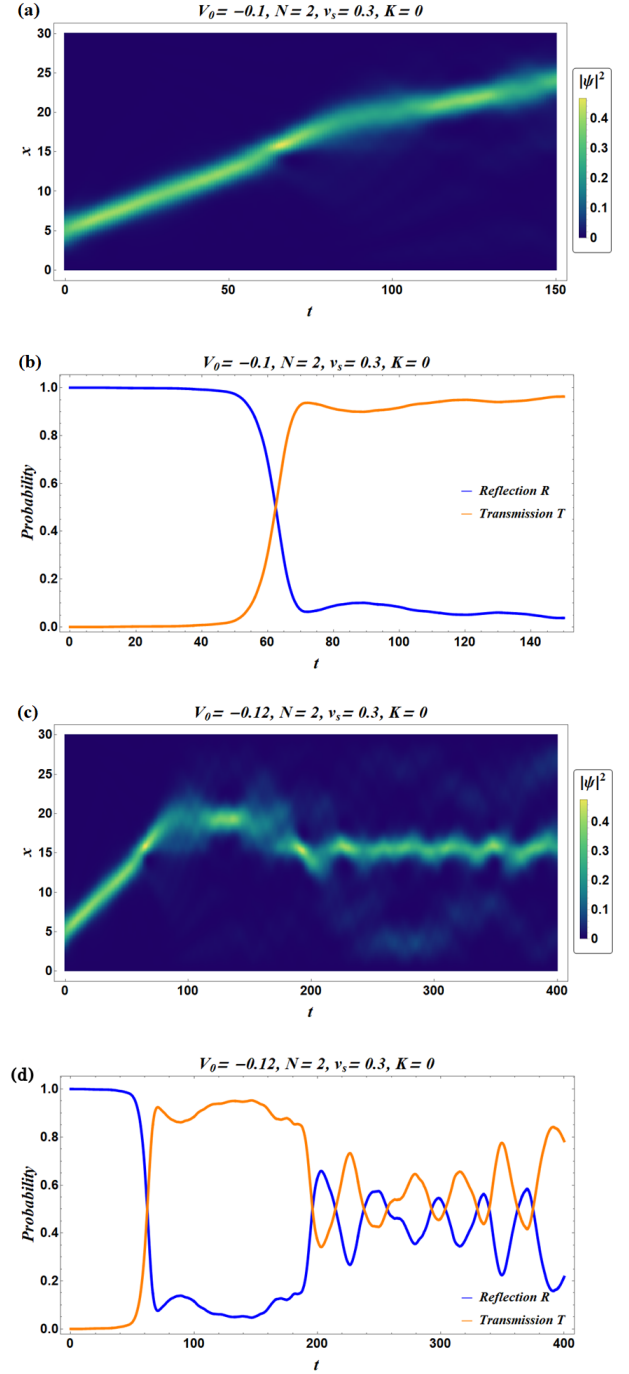 (a)
V₀ = −0.1, N = 2, vₛ = 0.3, K = 0
30
25
20
15
10
5
0
x
0 50 100 150
t
|ψ|²
0.4
0.3
0.2
0.1
0
(b)
V₀ = −0.1, N = 2, vₛ = 0.3, K = 0
1.0
0.8
0.6
0.4
0.2
0.0
Probability
Reflection R
Transmission T
0 20 40 60 80 100 120 140
t
(c)
V₀ = −0.12, N = 2, vₛ = 0.3, K = 0
30
25
20
15
10
5
0
x
0 100 200 300 400
t
|ψ|²
0.4
0.3
0.2
0.1
0
(d)
V₀ = −0.12, N = 2, vₛ = 0.3, K = 0
1.0
0.8
0.6
0.4
0.2
0.0
Probability
Reflection R
Transmission T
0 100 200 300 400
t